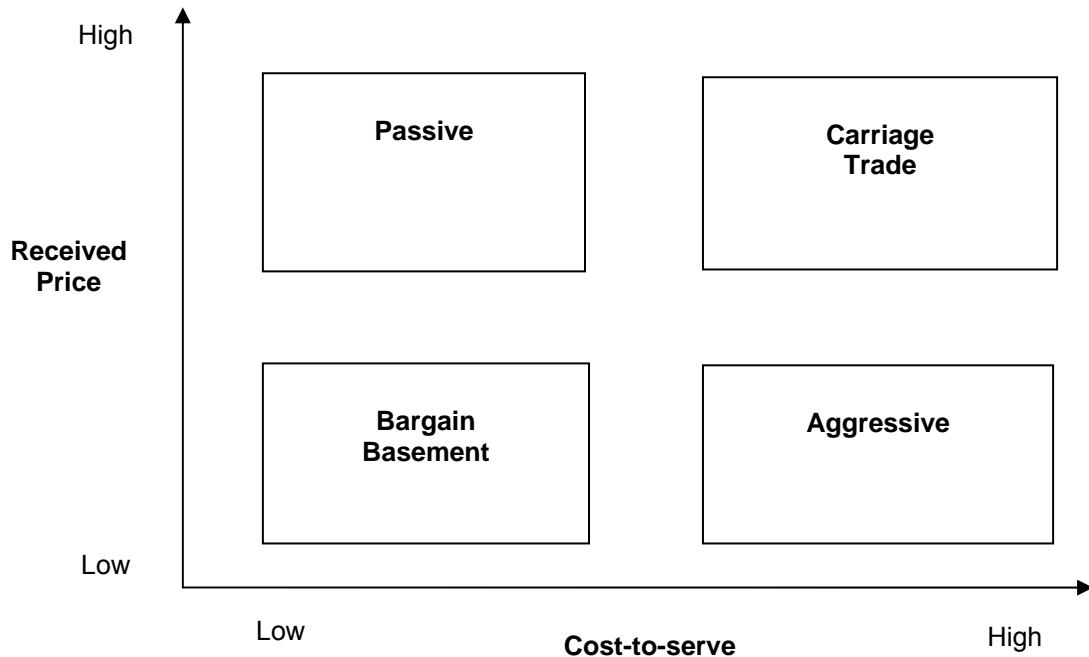 High
Passive
Carriage
Trade
Received
Price
Bargain
Basement
Aggressive
Low
Low
Cost-to-serve
High